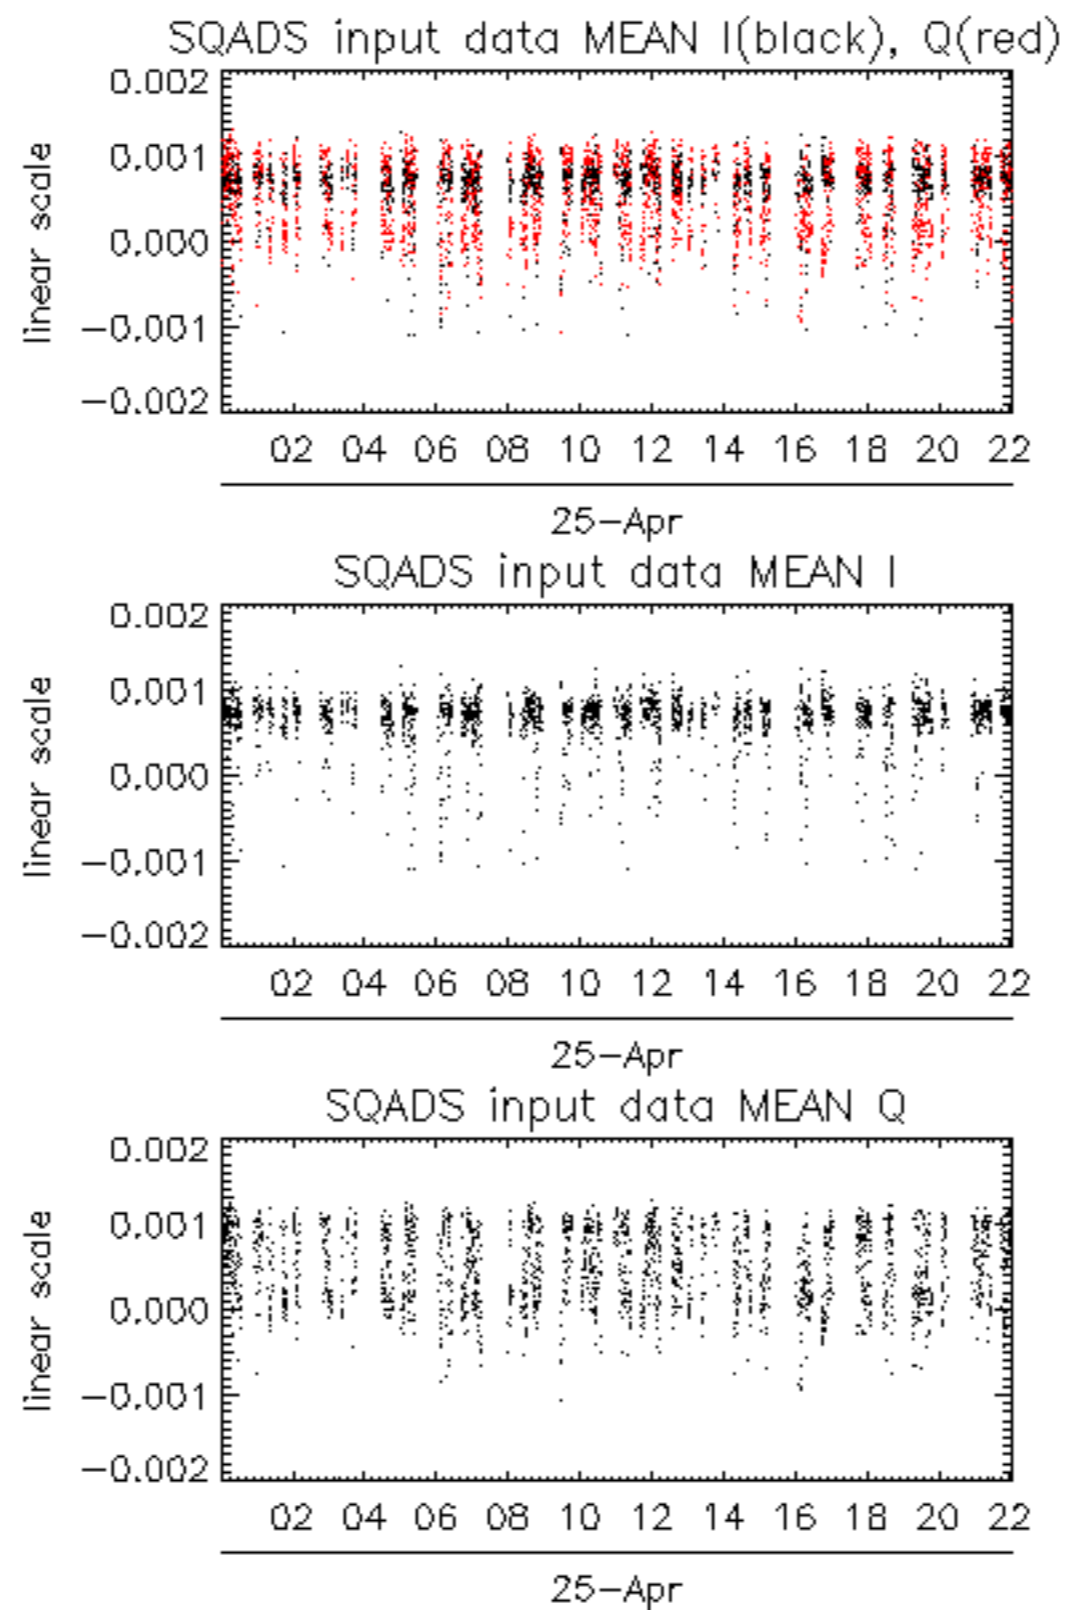 SQADS input data MEAN I(black), Q(red)
0.002
0.001
0.000
−0.001
−0.002
linear scale
02 04 06 08 10 12 14 16 18 20 22
25−Apr
SQADS input data MEAN I
0.002
0.001
0.000
−0.001
−0.002
linear scale
02 04 06 08 10 12 14 16 18 20 22
25−Apr
SQADS input data MEAN Q
0.002
0.001
0.000
−0.001
−0.002
linear scale
02 04 06 08 10 12 14 16 18 20 22
25−Apr